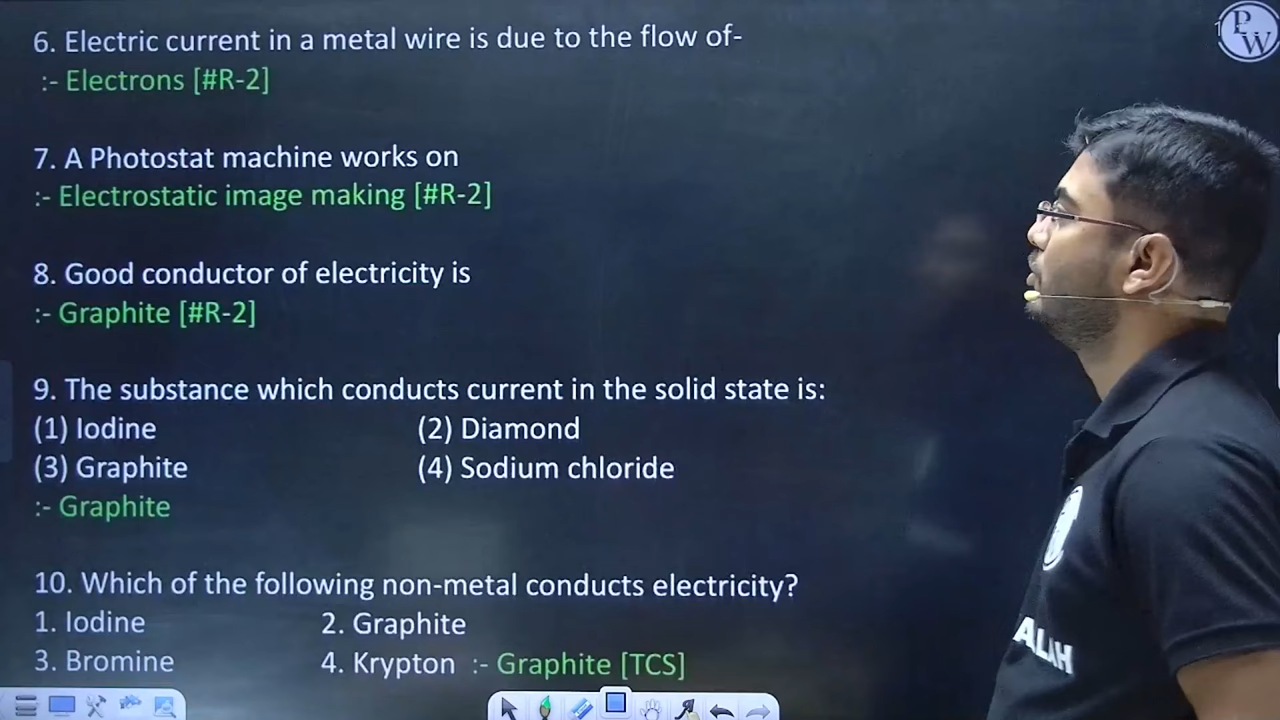 6. Electric current in a metal wire is due to the flow of-
:- Electrons [#R-2]
7. A Photostat machine works on
:- Electrostatic image making [#R-2]
8. Good conductor of electricity is
:- Graphite [#R-2]
9. The substance which conducts current in the solid state is:
(1) Iodine (2) Diamond
(3) Graphite (4) Sodium chloride
:- Graphite
10. Which of the following non-metal conducts electricity?
1. Iodine 2. Graphite
3. Bromine 4. Krypton :- Graphite [TCS]
PW
ALAH